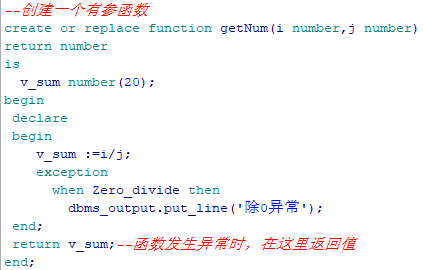 --创建一个有参函数
create or replace function getNum(i number,j number)
return number
is
  v_sum number(20);
begin
 declare
 begin
    v_sum :=i/j;
    exception
      when Zero_divide then
        dbms_output.put_line('除0异常');
 end;
 return v_sum;--函数发生异常时，在这里返回值
end;